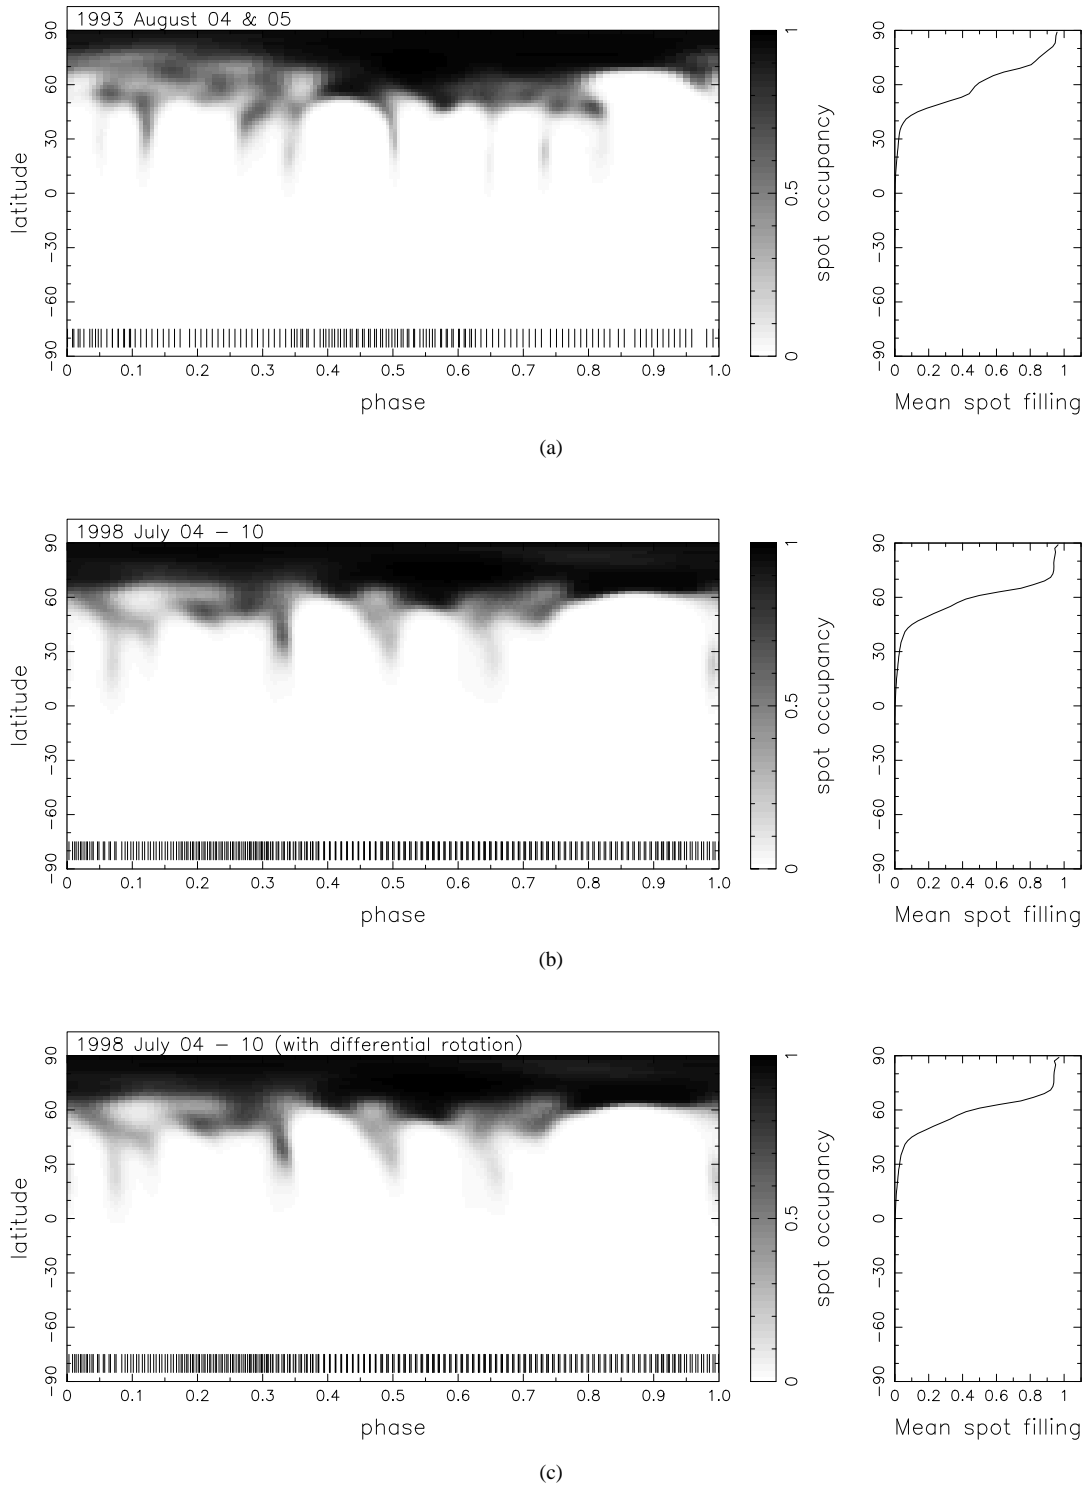 1993 August 04 & 05
90
60
30
0
−30
−60
−90
latitude
0 0.1 0.2 0.3 0.4 0.5 0.6 0.7 0.8 0.9 1.0
phase
1
0.5
0
spot occupancy
90
60
30
0
−30
−60
−90
0 0.2 0.4 0.6 0.8 1
Mean spot filling
(a)
1998 July 04 − 10
90
60
30
0
−30
−60
−90
latitude
0 0.1 0.2 0.3 0.4 0.5 0.6 0.7 0.8 0.9 1.0
phase
1
0.5
0
spot occupancy
90
60
30
0
−30
−60
−90
0 0.2 0.4 0.6 0.8 1
Mean spot filling
(b)
1998 July 04 − 10 (with differential rotation)
90
60
30
0
−30
−60
−90
latitude
0 0.1 0.2 0.3 0.4 0.5 0.6 0.7 0.8 0.9 1.0
phase
1
0.5
0
spot occupancy
90
60
30
0
−30
−60
−90
0 0.2 0.4 0.6 0.8 1
Mean spot filling
(c)